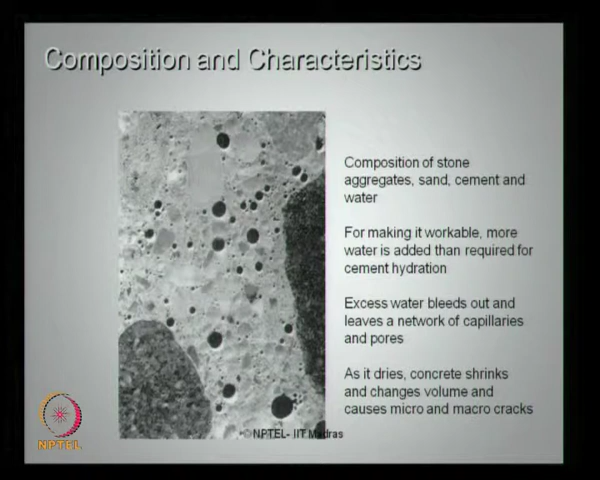 Composition and Characteristics
Composition of stone
aggregates, sand, cement and
water
For making it workable, more
water is added than required for
cement hydration
Excess water bleeds out and
leaves a network of capillaries
and pores
As it dries, concrete shrinks
and changes volume and
causes micro and macro cracks
©NPTEL- IIT Madras
NPTEL